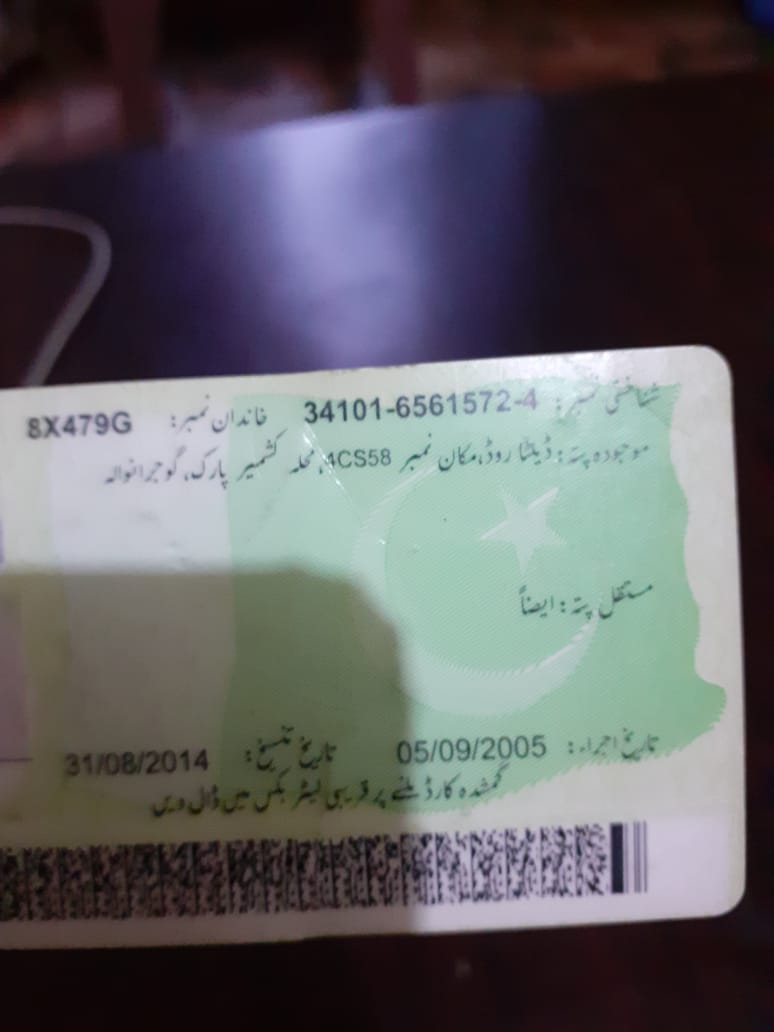 شناختی نمبر: 34101-6561572-4 خاندان نمبر: 8X479G
موجودہ پتہ: ڈیلٹا روڈ، مکان نمبر 4CS58، محلہ کشمیر پارک، گوجرانوالہ
مستقل پتہ: ایضاً
تاریخ اجراء: 05/09/2005 تاریخ تنسیخ: 31/08/2014
گمشدہ کارڈ ملنے پر قریبی لیٹر بکس میں ڈال دیں